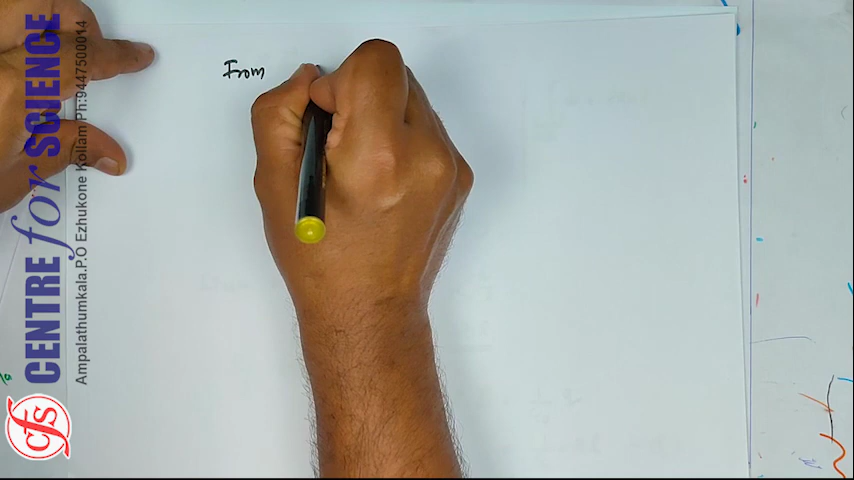 From
CENTRE for SCIENCE
Ampalathumkala.P.O Ezhukone Kollam Ph:9447500014
cfs